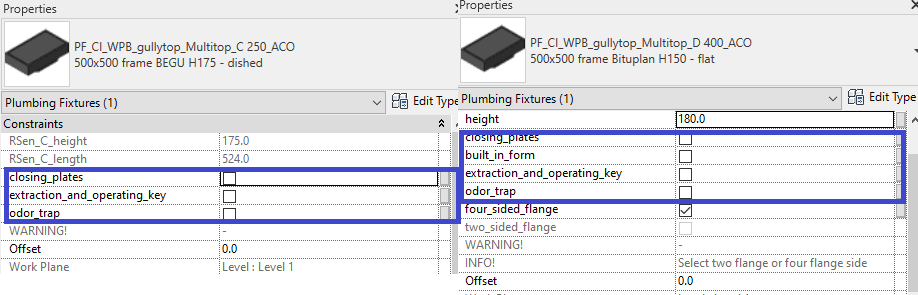 Properties
PF_CI_WPB_gullytop_Multitop_C 250_ACO
500x500 frame BEGU H175 - dished
Plumbing Fixtures (1)
Edit Type
Constraints
RSen_C_height 175.0
RSen_C_length 524.0
closing_plates
extraction_and_operating_key
odor_trap
WARNING! -
Offset 0.0
Work Plane Level : Level 1
Properties
PF_CI_WPB_gullytop_Multitop_D 400_ACO
500x500 frame Bituplan H150 - flat
Plumbing Fixtures (1)
Edit Type
height 180.0
closing_plates
built_in_form
extraction_and_operating_key
odor_trap
four_sided_flange
two_sided_flange
WARNING! -
INFO! Select two flange or four flange side
Offset 0.0